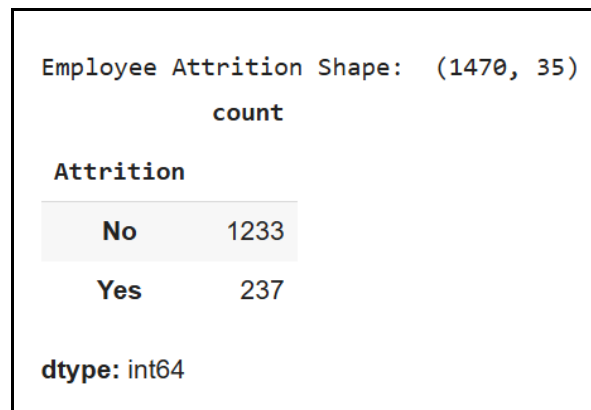 Employee Attrition Shape: (1470, 35)
count
Attrition
No 1233
Yes 237
dtype: int64